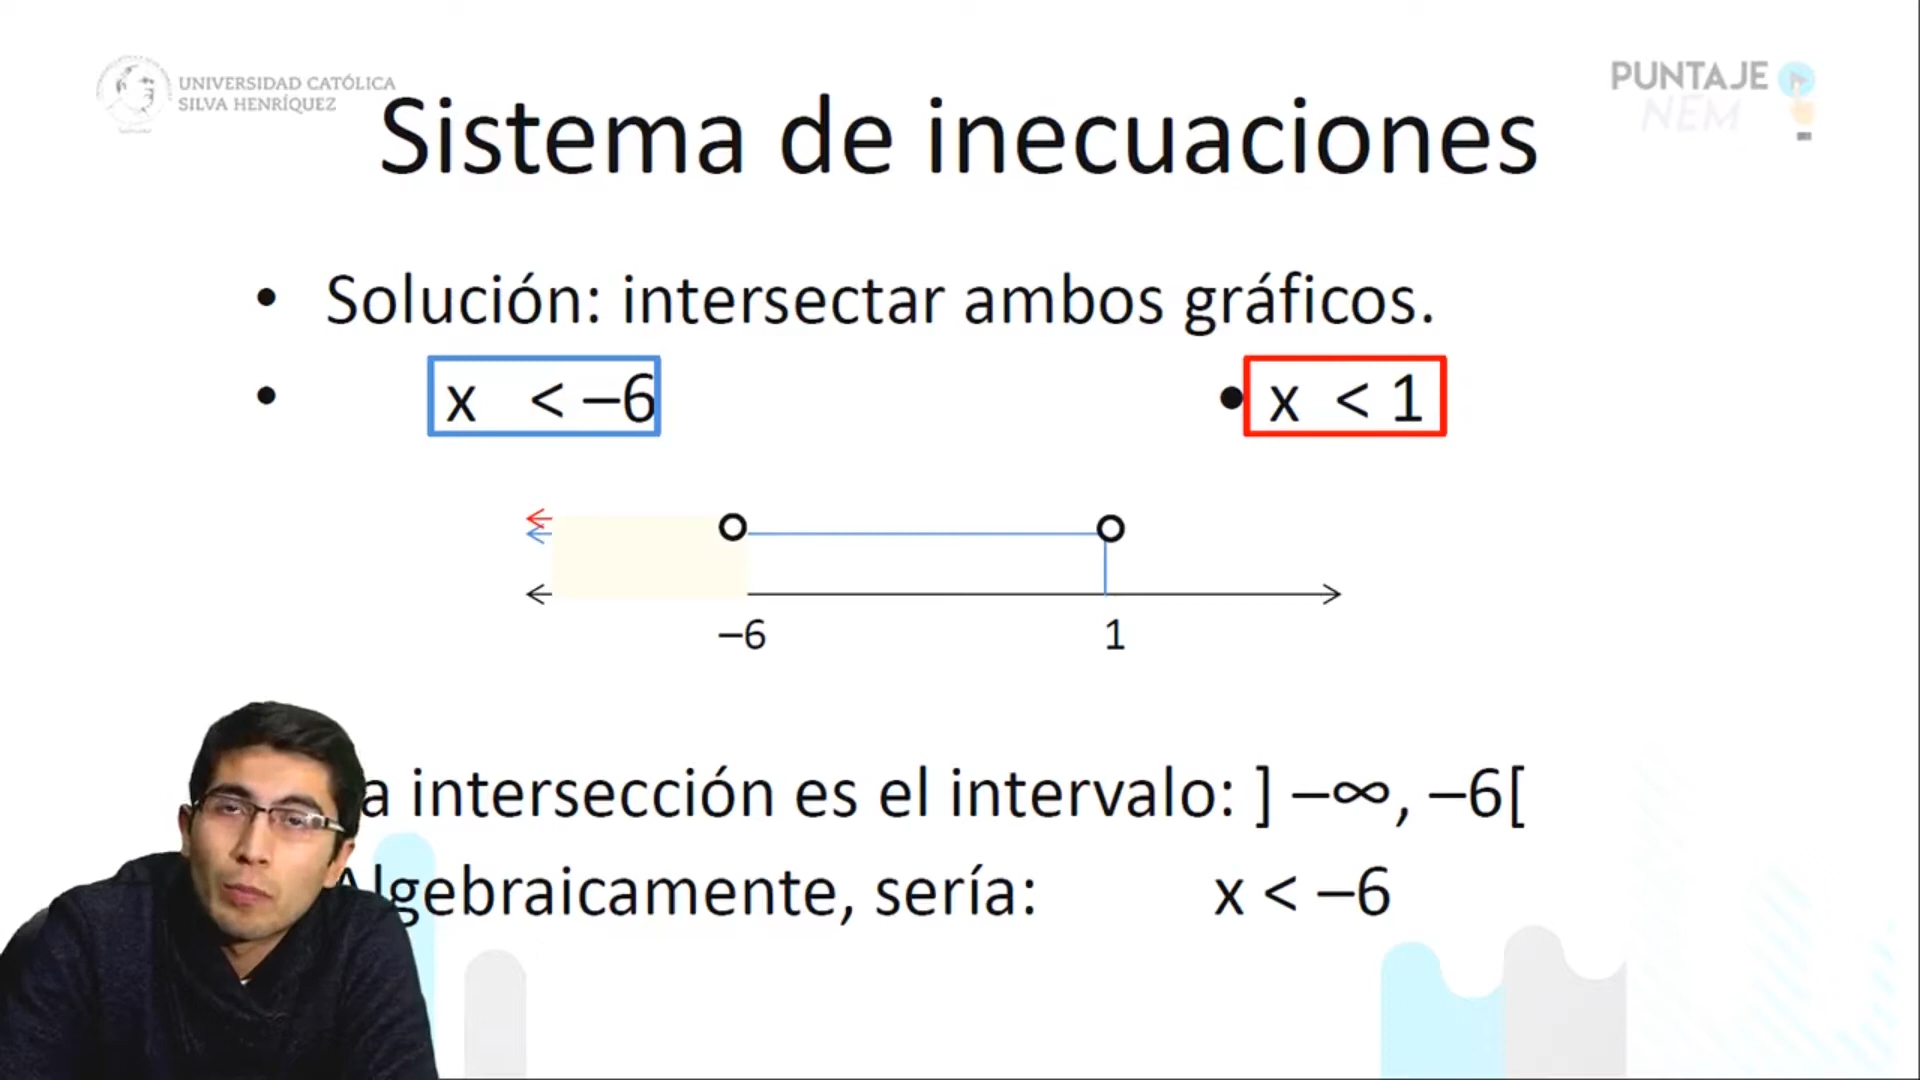 UNIVERSIDAD CATÓLICA
SILVA HENRÍQUEZ
PUNTAJE
NEM
Sistema de inecuaciones
• Solución: intersectar ambos gráficos.
• x < –6
• x < 1
–6 1
a intersección es el intervalo: ] –∞, –6[
Algebraicamente, sería: x < –6